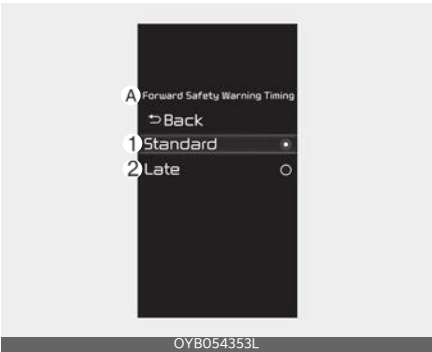 A Forward Safety Warning Timing
Back
1 Standard
2 Late
OYB054353L